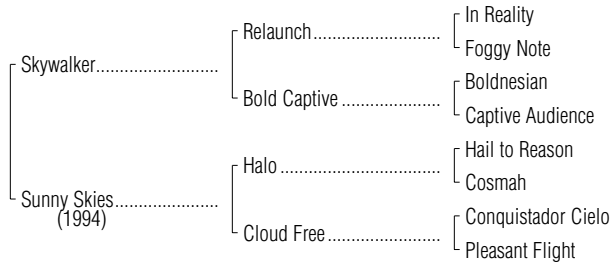 In Reality
Relaunch
Foggy Note
Skywalker
Boldnesian
Bold Captive
Captive Audience
Hail to Reason
Halo
Cosmah
Sunny Skies
(1994)
Conquistador Cielo
Cloud Free
Pleasant Flight